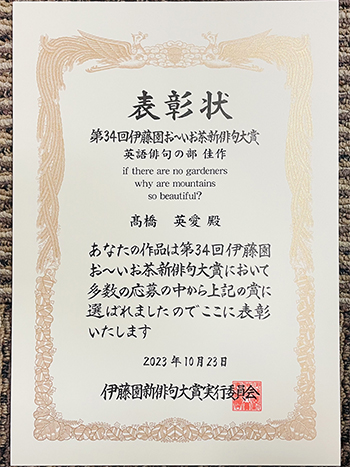 表彰状
第34回伊藤園お~いお茶新俳句大賞
英語俳句の部 佳作
if there are no gardeners
why are mountains
so beautiful?
髙橋 英愛 殿
あなたの作品は第34回伊藤園
お~いお茶新俳句大賞において
多数の応募の中から上記の賞に
選ばれましたのでここに表彰
いたします
2023年10月23日
伊藤園新俳句大賞実行委員会